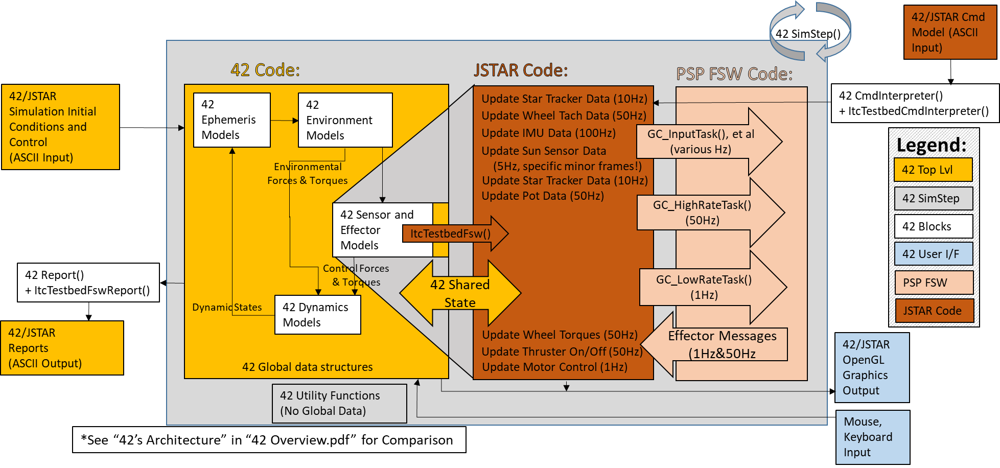 42 SimStep()
42/JSTAR Cmd
Model (ASCII
Input)
42 Code:
JSTAR Code:
PSP FSW Code:
42/JSTAR
Simulation Initial
Conditions and
Control
(ASCII Input)
42
Ephemeris
Models
42
Environment
Models
Environmental
Forces & Torques
42 Sensor and
Effector
Models
ItcTestbedFsw()
Control Forces
& Torques
42 Shared
State
Dynamic States
42 Dynamics
Models
42 Global data structures
Update Star Tracker Data (10Hz)
Update Wheel Tach Data (50Hz)
Update IMU Data (100Hz)
Update Sun Sensor Data
(5Hz, specific minor frames!)
Update Star Tracker Data (10Hz)
Update Pot Data (50Hz)
Update Wheel Torques (50Hz)
Update Thruster On/Off (50Hz)
Update Motor Control (1Hz)
GC_InputTask(), et al
(various Hz)
GC_HighRateTask()
(50Hz)
GC_LowRateTask()
(1Hz)
Effector Messages
(1Hz&50Hz
42 CmdInterpreter()
+ ItcTestbedCmdInterpreter()
Legend:
42 Top Lvl
42 SimStep
42 Blocks
42 User I/F
PSP FSW
JSTAR Code
42 Report()
+ ItcTestbedFswReport()
42/JSTAR
Reports
(ASCII Output)
42/JSTAR
OpenGL
Graphics
Output
42 Utility Functions
(No Global Data)
Mouse,
Keyboard
Input
*See “42’s Architecture” in “42 Overview.pdf” for Comparison